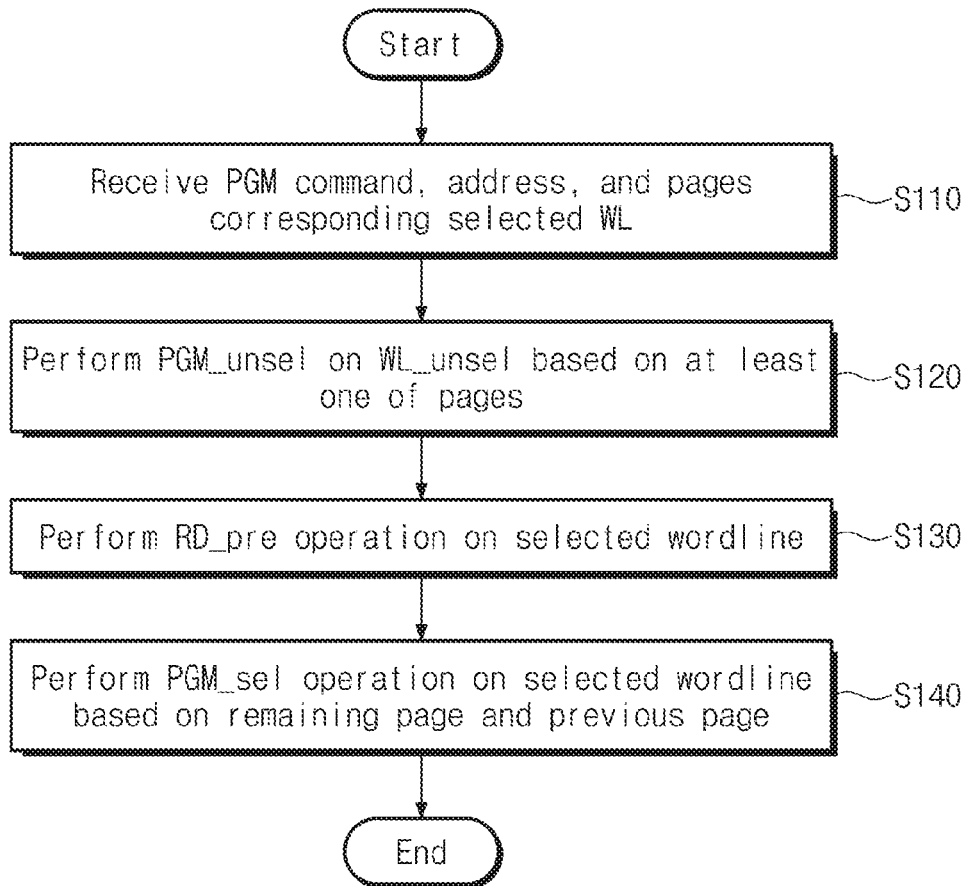 Start
Receive PGM command, address, and pages
corresponding selected WL
S110
Perform PGM_unsel on WL_unsel based on at least
one of pages
S120
Perform RD_pre operation on selected wordline
S130
Perform PGM_sel operation on selected wordline
based on remaining page and previous page
S140
End